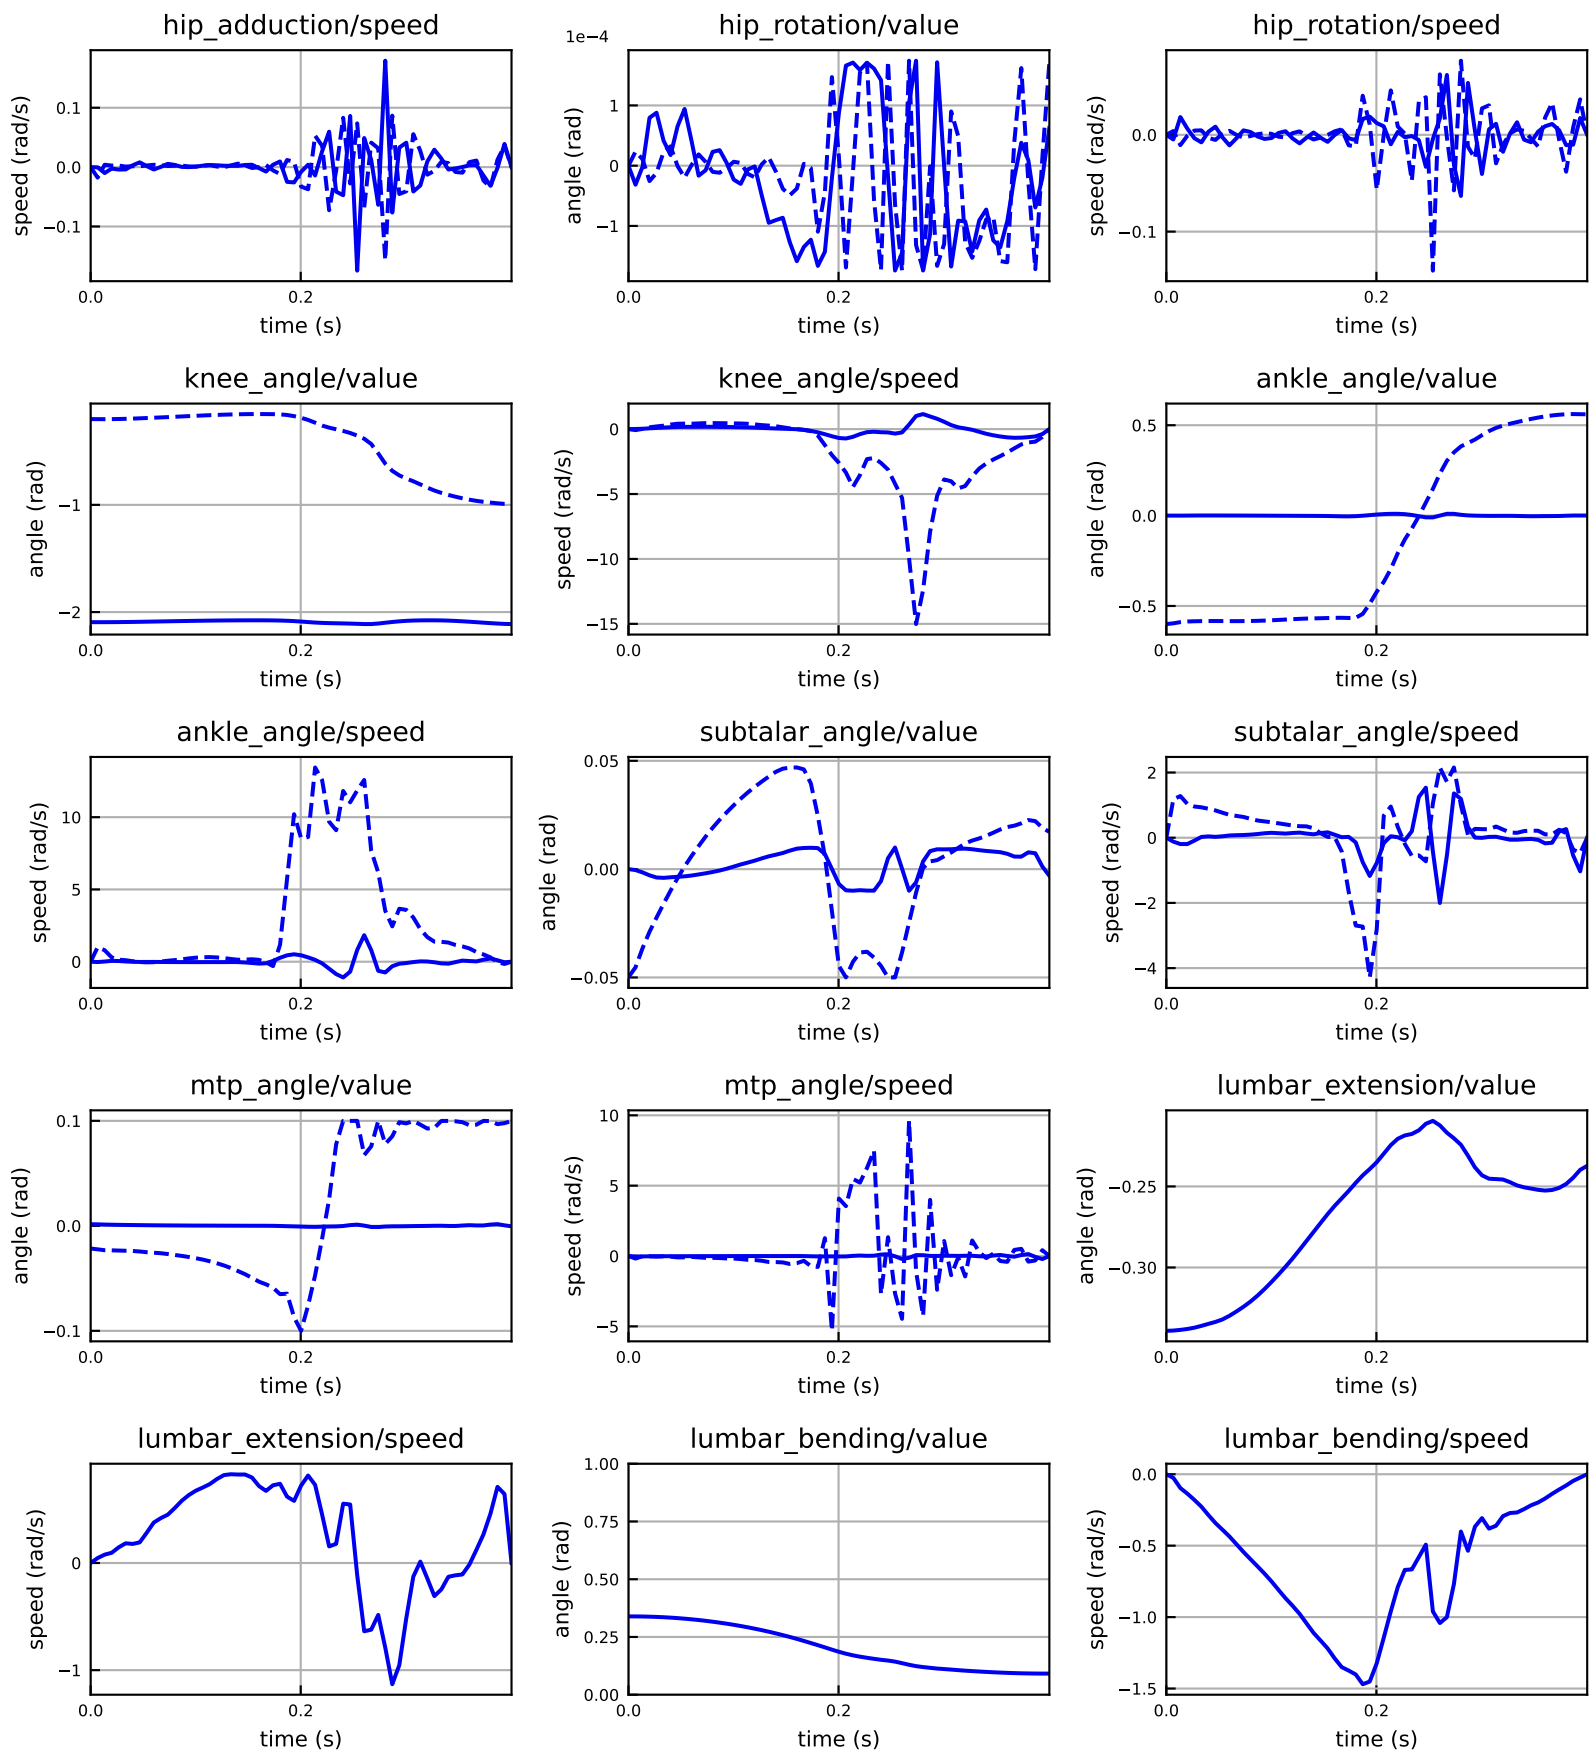 hip_adduction/speed
speed (rad/s)
0.1
0.0
−0.1
0.0
0.2
time (s)
hip_rotation/value
1e−4
angle (rad)
1
0
−1
0.0
0.2
time (s)
hip_rotation/speed
speed (rad/s)
0.0
−0.1
0.0
0.2
time (s)
knee_angle/value
angle (rad)
−1
−2
0.0
0.2
time (s)
knee_angle/speed
speed (rad/s)
0
−5
−10
−15
0.0
0.2
time (s)
ankle_angle/value
angle (rad)
0.5
0.0
−0.5
0.0
0.2
time (s)
ankle_angle/speed
speed (rad/s)
10
5
0
0.0
0.2
time (s)
subtalar_angle/value
angle (rad)
0.05
0.00
−0.05
0.0
0.2
time (s)
subtalar_angle/speed
speed (rad/s)
2
0
−2
−4
0.0
0.2
time (s)
mtp_angle/value
angle (rad)
0.1
0.0
−0.1
0.0
0.2
time (s)
mtp_angle/speed
speed (rad/s)
10
5
0
−5
0.0
0.2
time (s)
lumbar_extension/value
angle (rad)
−0.25
−0.30
0.0
0.2
time (s)
lumbar_extension/speed
speed (rad/s)
0
−1
0.0
0.2
time (s)
lumbar_bending/value
angle (rad)
1.00
0.75
0.50
0.25
0.00
0.0
0.2
time (s)
lumbar_bending/speed
speed (rad/s)
0.0
−0.5
−1.0
−1.5
0.0
0.2
time (s)